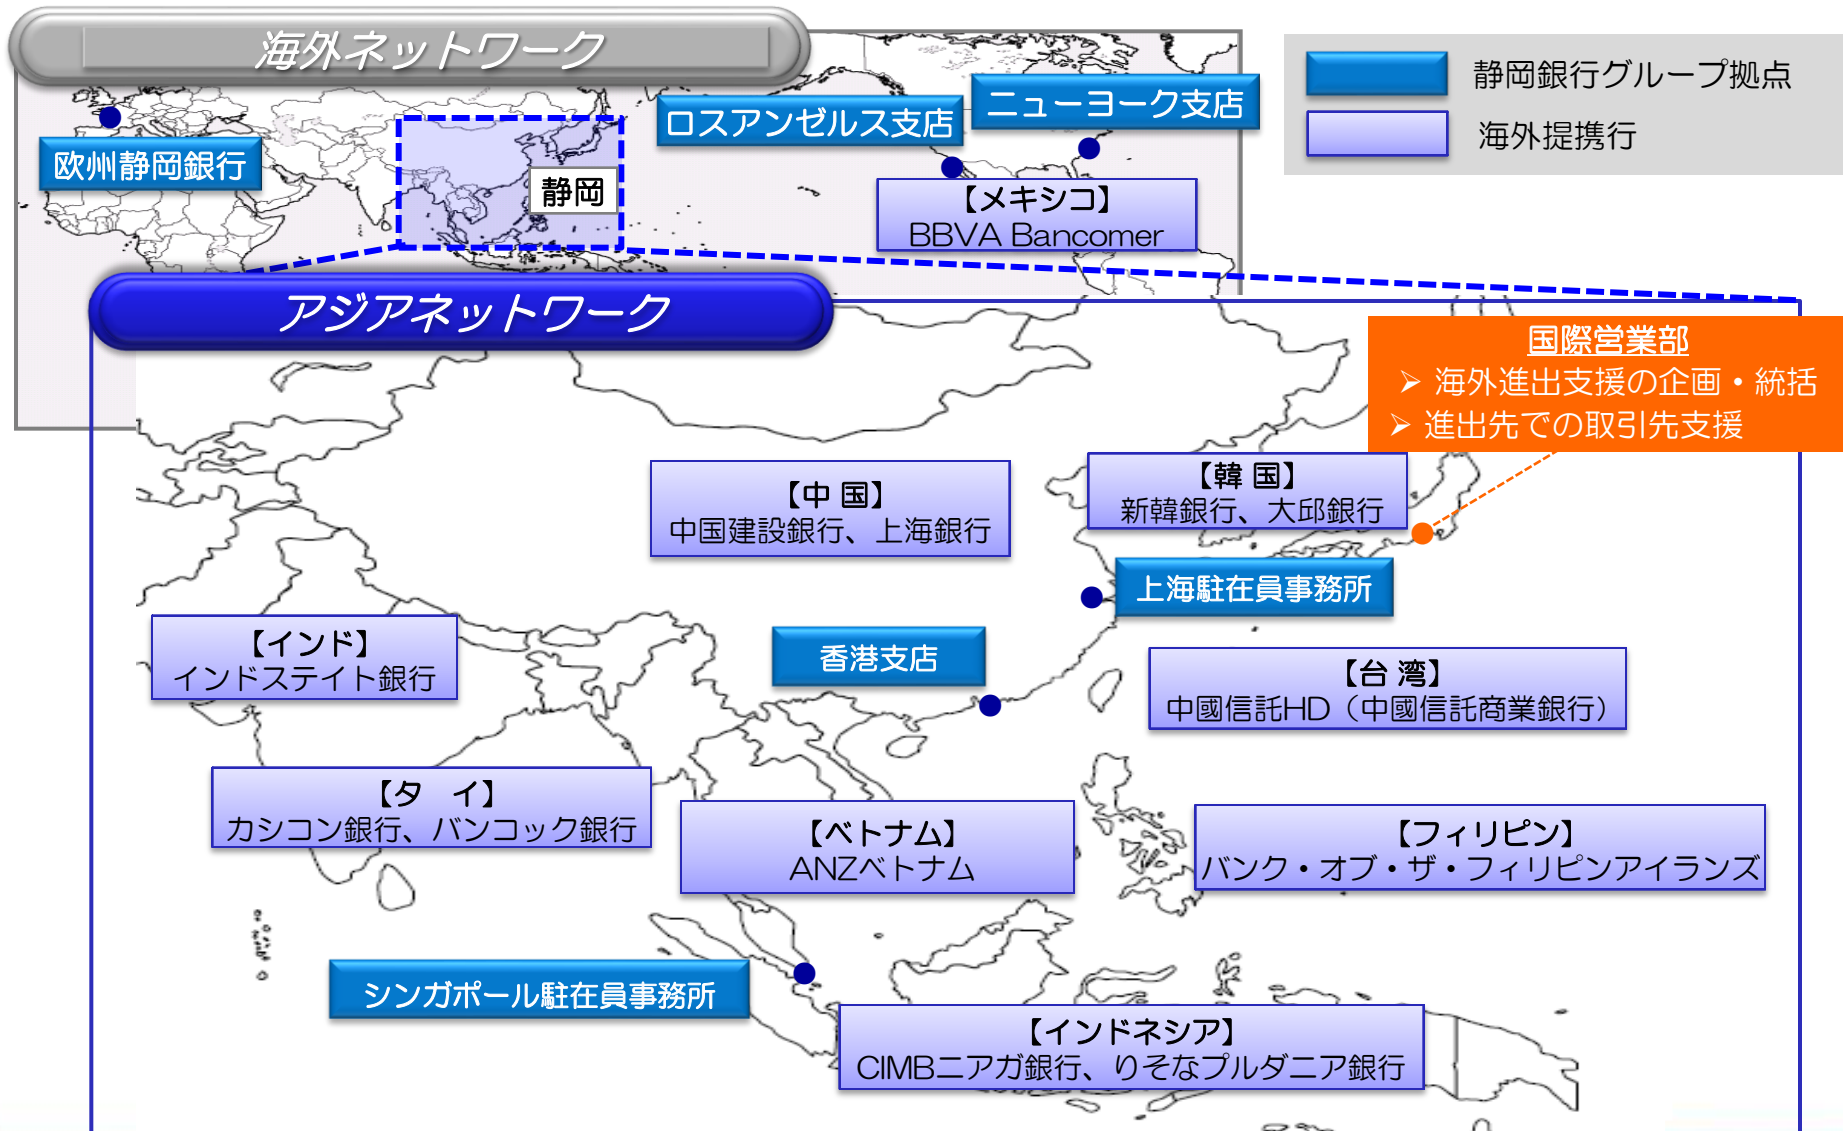 海外ネットワーク
静岡銀行グループ拠点
海外提携行
ニューヨーク支店
ロスアンゼルス支店
欧州静岡銀行
静岡
【メキシコ】
BBVA Bancomer
アジアネットワーク
国際営業部
➢ 海外進出支援の企画・統括
➢ 進出先での取引先支援
【中 国】
中国建設銀行、上海銀行
【韓 国】
新韓銀行、大邱銀行
上海駐在員事務所
【インド】
インドステイト銀行
香港支店
【台 湾】
中國信託HD（中國信託商業銀行）
【タ　イ】
カシコン銀行、バンコック銀行
【ベトナム】
ANZベトナム
【フィリピン】
バンク・オブ・ザ・フィリピンアイランズ
シンガポール駐在員事務所
【インドネシア】
CIMBニアガ銀行、りそなプルダニア銀行